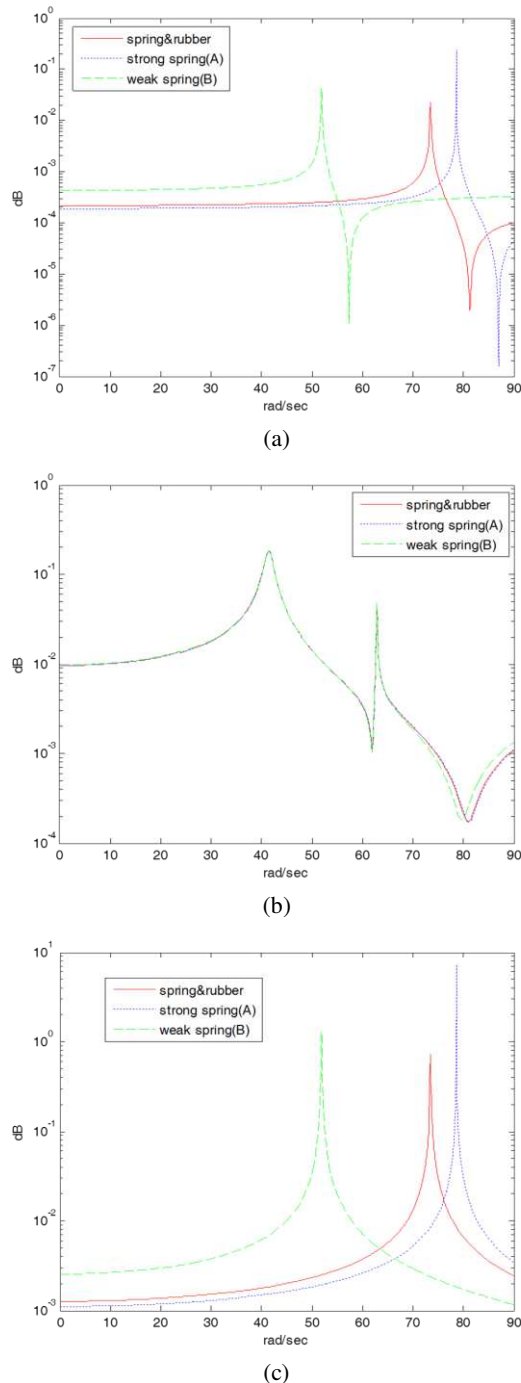 10^0
10^-1
10^-2
10^-3
10^-4
10^-5
10^-6
10^-7
dB
spring&rubber
strong spring(A)
weak spring(B)
0 10 20 30 40 50 60 70 80 90
rad/sec
(a)
10^0
10^-1
10^-2
10^-3
10^-4
dB
spring&rubber
strong spring(A)
weak spring(B)
0 10 20 30 40 50 60 70 80 90
rad/sec
(b)
10^1
10^0
10^-1
10^-2
10^-3
dB
spring&rubber
strong spring(A)
weak spring(B)
0 10 20 30 40 50 60 70 80 90
rad/sec
(c)